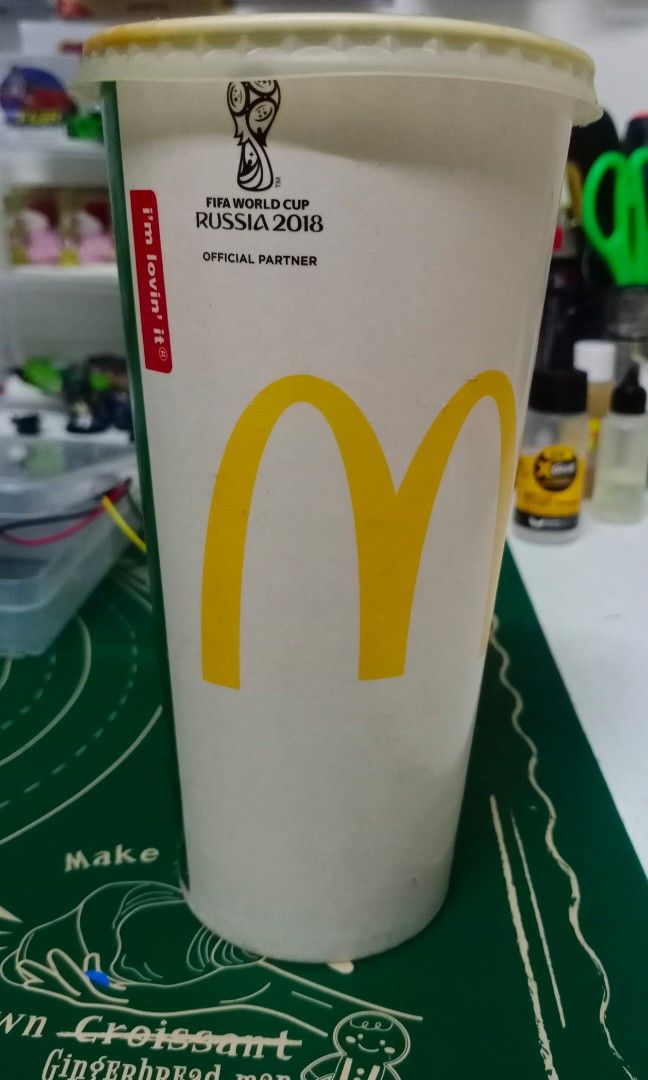 FIFA WORLD CUP
RUSSIA 2018
OFFICIAL PARTNER
i'm lovin' it®
Make
Croissant
GingERbREad man